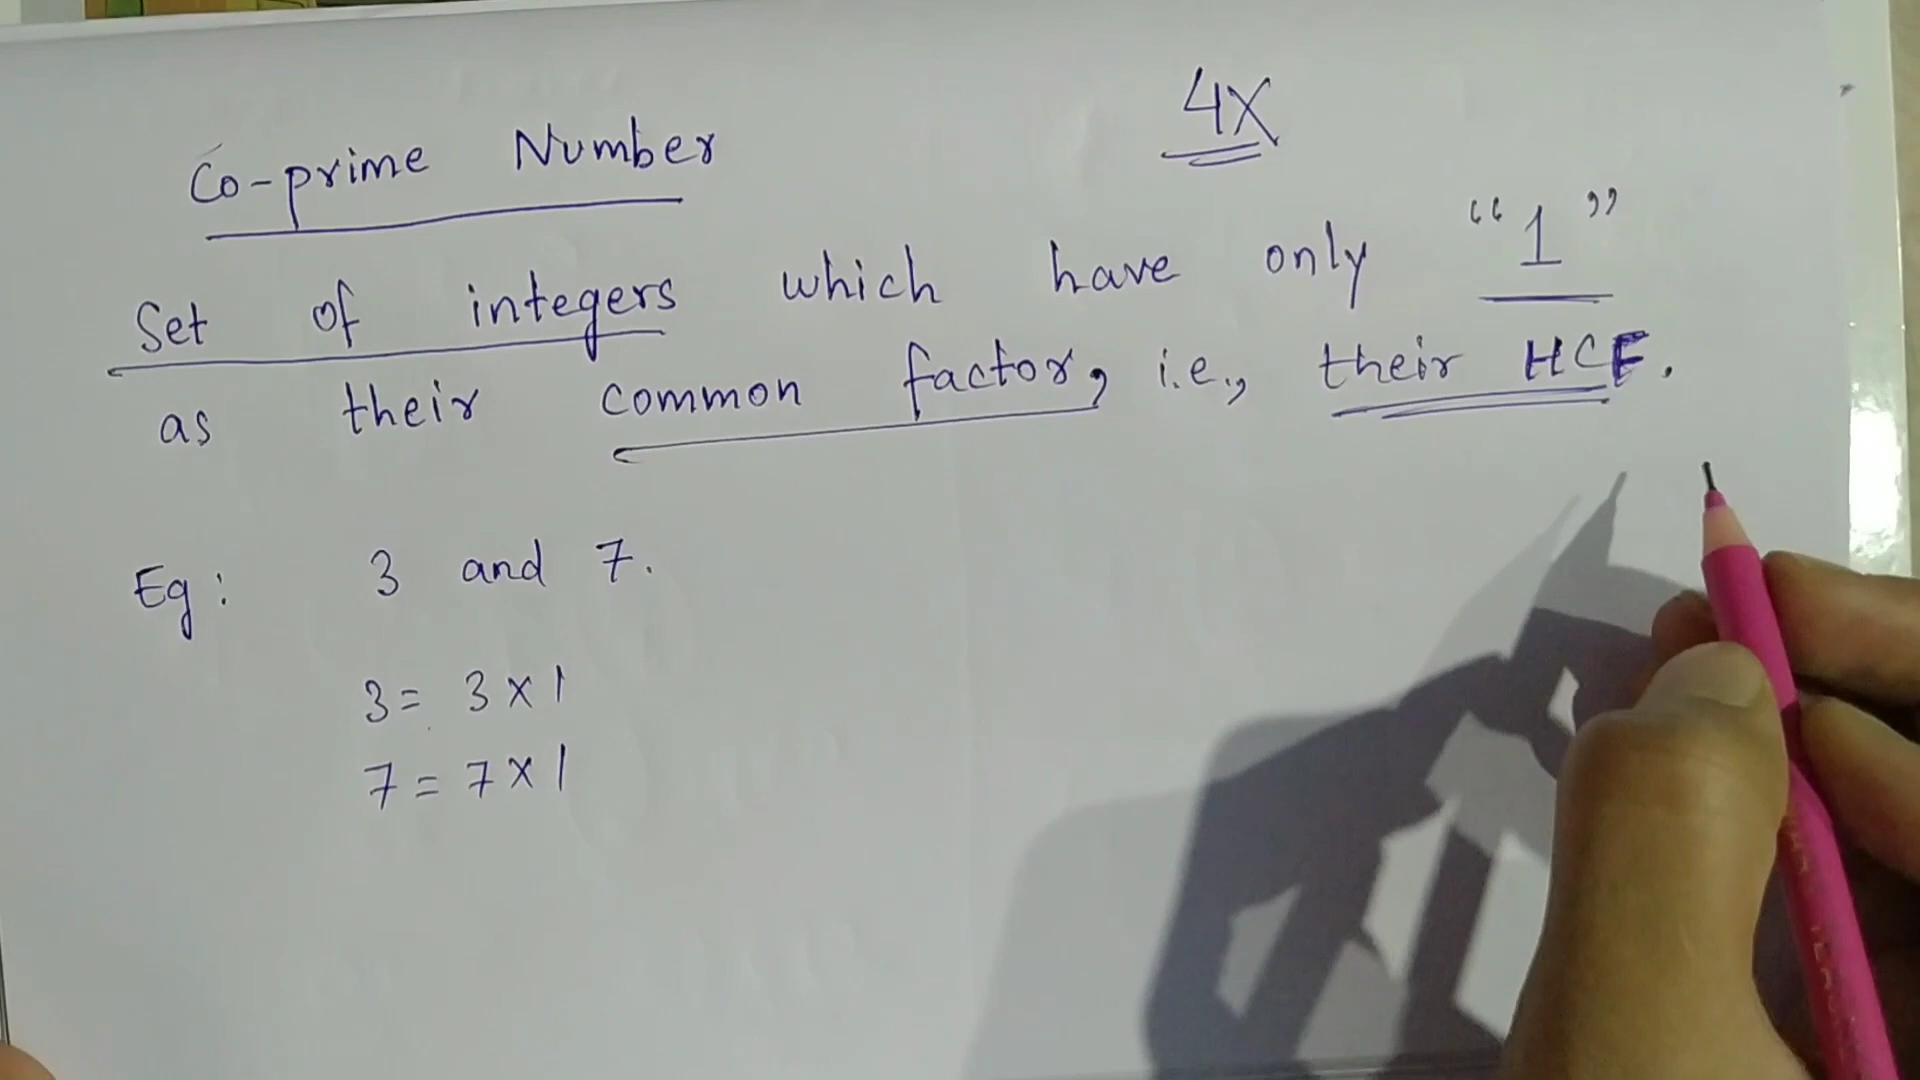 4X
Co-prime Number
Set of integers which have only "1"
as their common factor, i.e., their HCF.
Eg: 3 and 7.
3 = 3 × 1
7 = 7 × 1